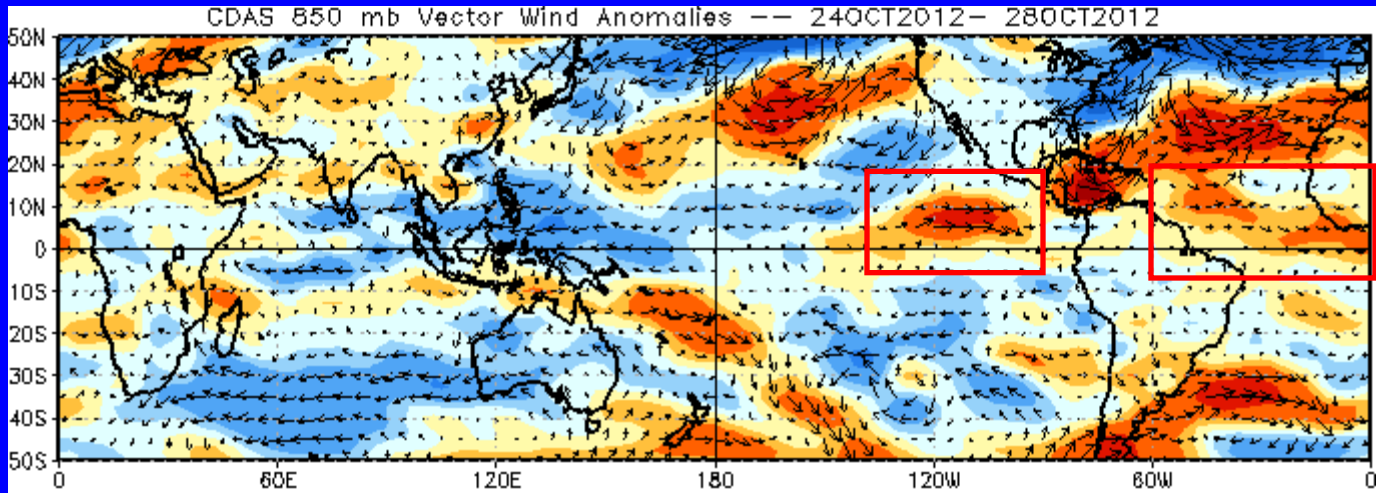 CDAS 850 mb Vector Wind Anomalies -- 24OCT2012- 28OCT2012
50N
40N
30N
20N
10N
0
10S
20S
30S
40S
50S
0 60E 120E 180 120W 60W 0